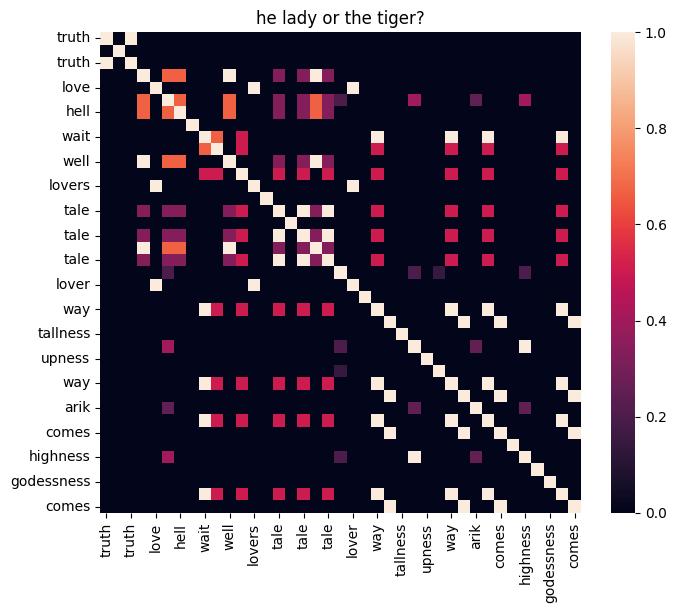 he lady or the tiger?
truth
truth
love
hell
wait
well
lovers
tale
tale
tale
lover
way
tallness
upness
way
arik
comes
highness
godessness
comes
truth
truth
love
hell
wait
well
lovers
tale
tale
tale
lover
way
tallness
upness
way
arik
comes
highness
godessness
comes
1.0
0.8
0.6
0.4
0.2
0.0